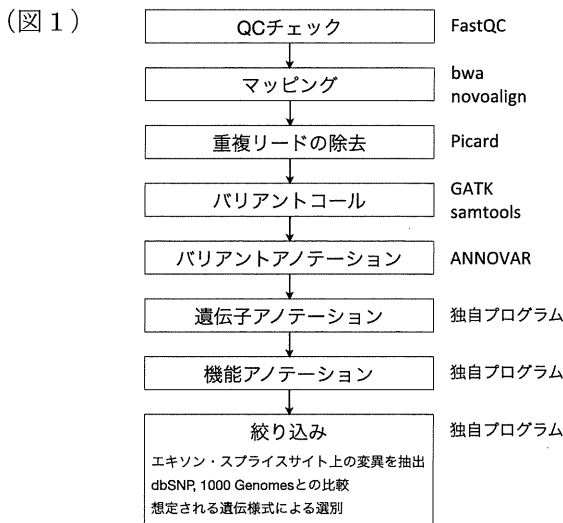 (図1)
QCチェック
FastQC
マッピング
bwa
novoalign
重複リードの除去
Picard
バリアントコール
GATK
samtools
バリアントアノテーション
ANNOVAR
遺伝子アノテーション
独自プログラム
機能アノテーション
独自プログラム
絞り込み
独自プログラム
エキソン・スプライスサイト上の変異を抽出
dbSNP, 1000 Genomesとの比較
想定される遺伝様式による選別